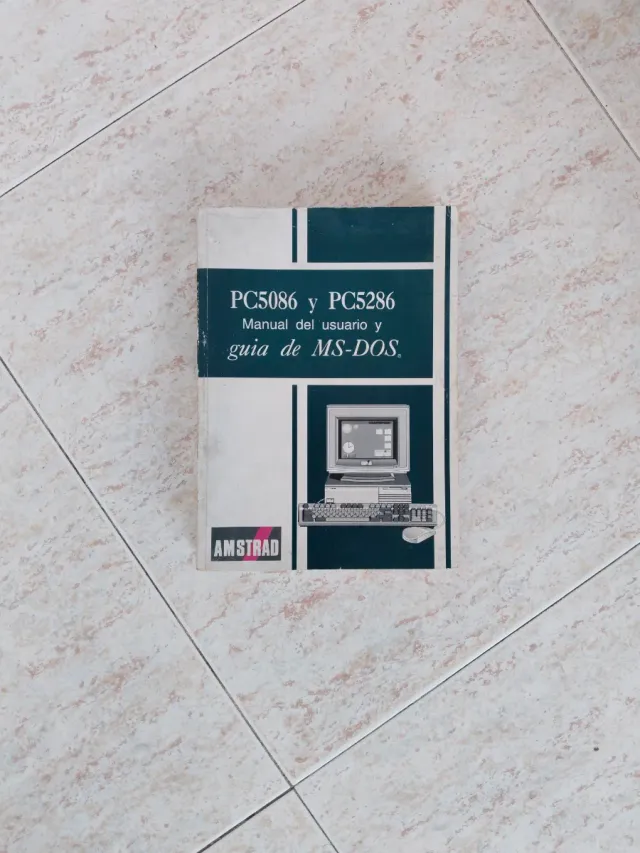 PC5086 y PC5286
Manual del usuario y
guia de MS-DOS®
AMSTRAD